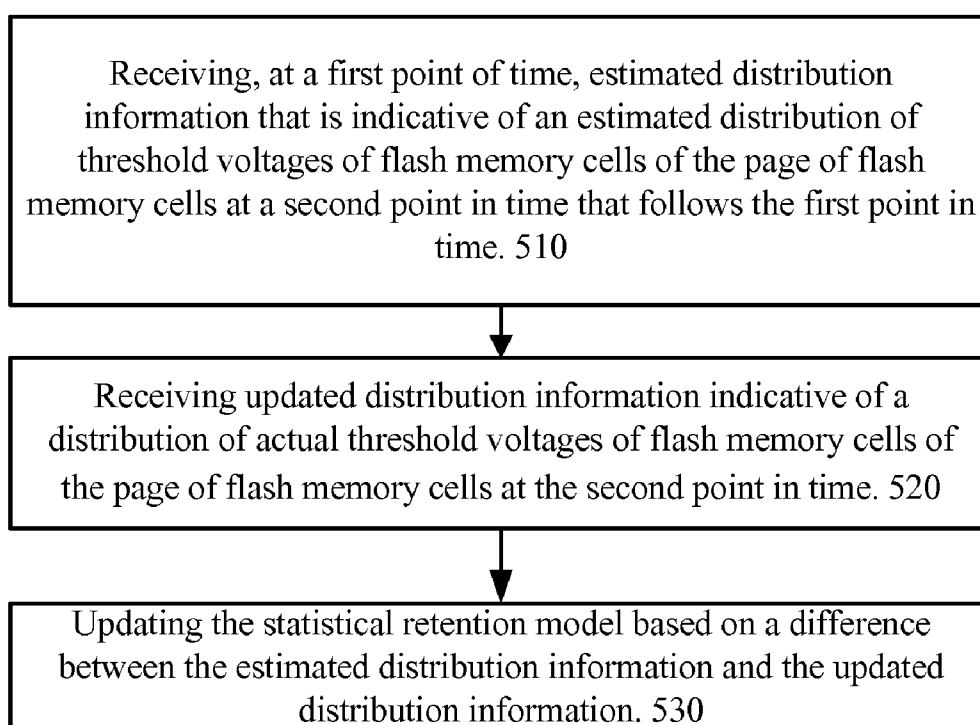 Receiving, at a first point of time, estimated distribution
information that is indicative of an estimated distribution of
threshold voltages of flash memory cells of the page of flash
memory cells at a second point in time that follows the first point in
time. 510
Receiving updated distribution information indicative of a
distribution of actual threshold voltages of flash memory cells of
the page of flash memory cells at the second point in time. 520
Updating the statistical retention model based on a difference
between the estimated distribution information and the updated
distribution information. 530